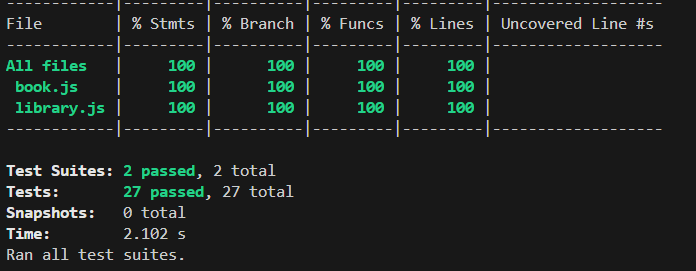 ------------|---------|----------|---------|---------|-------------------
File        | % Stmts | % Branch | % Funcs | % Lines | Uncovered Line #s
------------|---------|----------|---------|---------|-------------------
All files   |     100 |      100 |     100 |     100 |
 book.js    |     100 |      100 |     100 |     100 |
 library.js |     100 |      100 |     100 |     100 |
------------|---------|----------|---------|---------|-------------------
Test Suites: 2 passed, 2 total
Tests:       27 passed, 27 total
Snapshots:   0 total
Time:        2.102 s
Ran all test suites.